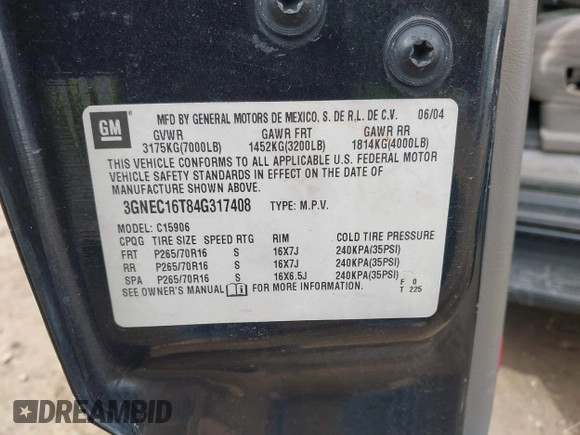 GM
MFD BY GENERAL MOTORS DE MEXICO, S. DE R.L. DE C.V. 06/04
GVWR GAWR FRT GAWR RR
3175KG(7000LB) 1452KG(3200LB) 1814KG(4000LB)
THIS VEHICLE CONFORMS TO ALL APPLICABLE U.S. FEDERAL MOTOR
VEHICLE SAFETY STANDARDS IN EFFECT ON THE DATE OF
MANUFACTURE SHOWN ABOVE.
3GNEC16T84G317408 TYPE: M.P.V.
MODEL: C15906
CPQG TIRE SIZE SPEED RTG RIM COLD TIRE PRESSURE
FRT P265/70R16 S 16X7J 240KPA(35PSI)
RR P265/70R16 S 16X7J 240KPA(35PSI)
SPA P265/70R16 S 16X6.5J 240KPA(35PSI)
SEE OWNER'S MANUAL FOR MORE INFORMATION.
F 0
T 225
DREAMBID